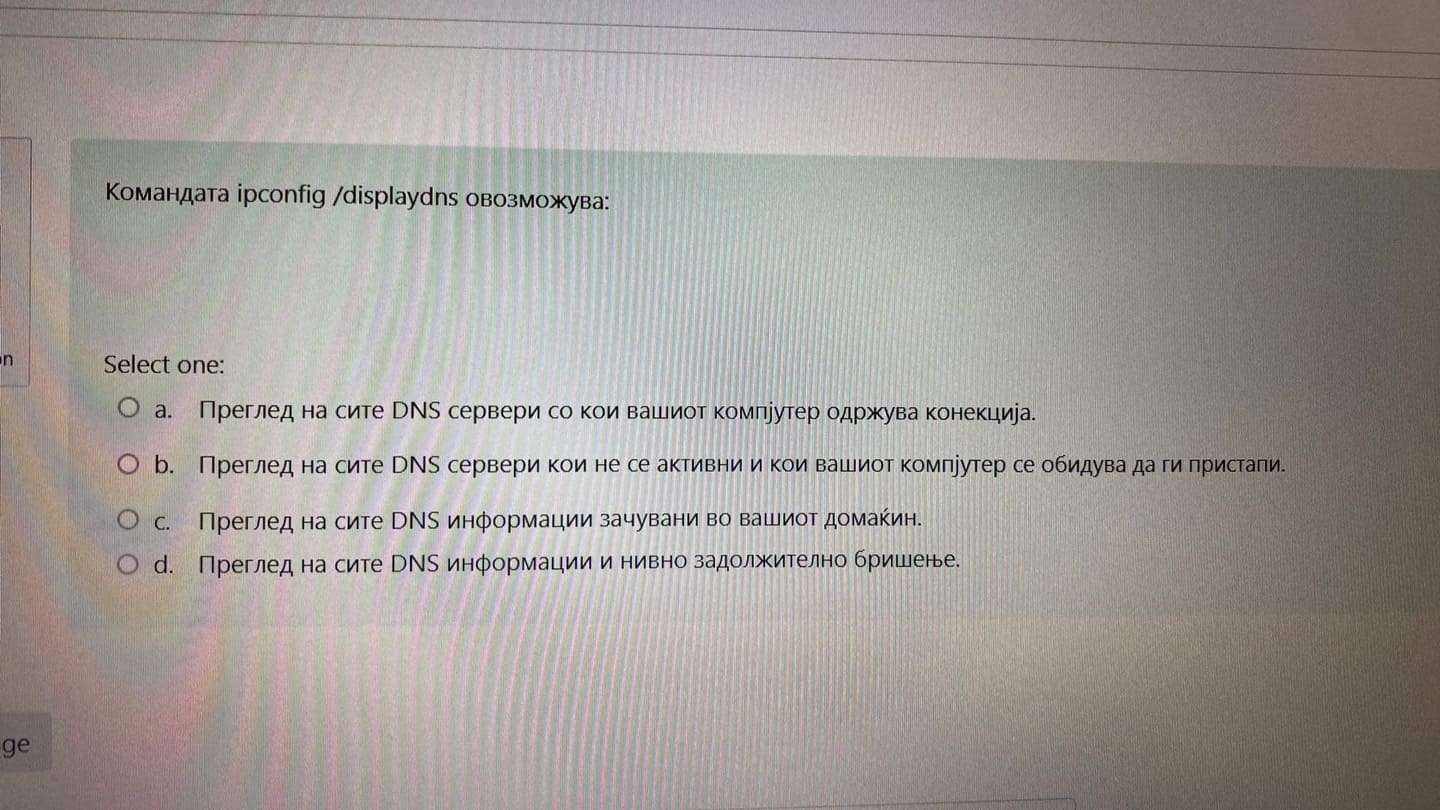 Командата ipconfig /displaydns овозможува:
Select one:
a. Преглед на сите DNS сервери со кои вашиот компјутер одржува конекција.
b. Преглед на сите DNS сервери кои не се активни и кои вашиот компјутер се обидува да ги пристапи.
c. Преглед на сите DNS информации зачувани во вашиот домаќин.
d. Преглед на сите DNS информации и нивно задолжително бришење.
on
ge